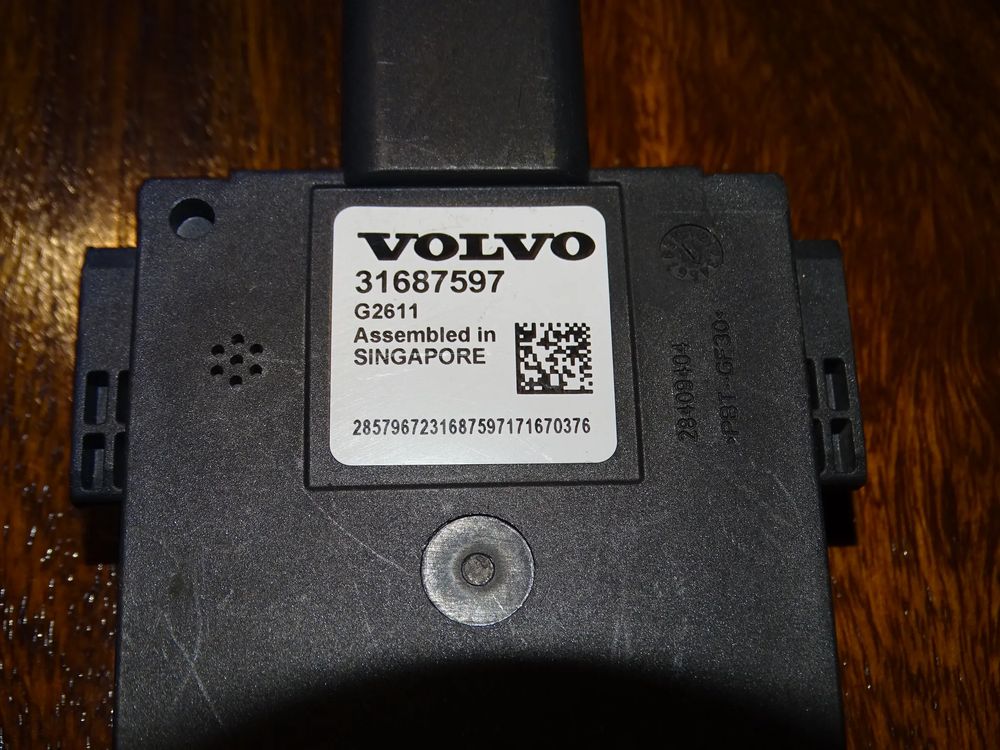 VOLVO
31687597
G2611
Assembled in
SINGAPORE
2857967231687597171670376
28409404
>PBT-GF30<